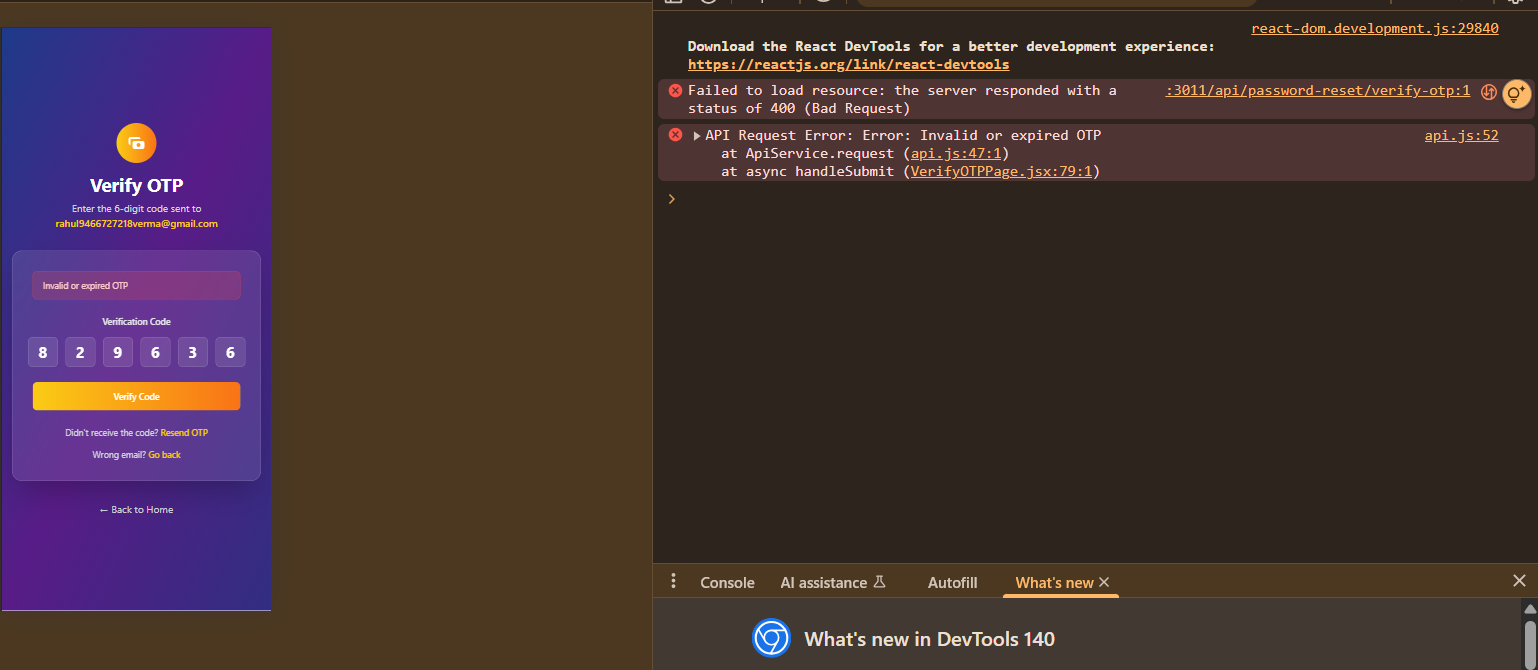 Verify OTP
Enter the 6-digit code sent to
rahul9466727218verma@gmail.com
Invalid or expired OTP
Verification Code
8 2 9 6 3 6
Verify Code
Didn't receive the code? Resend OTP
Wrong email? Go back
← Back to Home
react-dom.development.js:29840
Download the React DevTools for a better development experience:
https://reactjs.org/link/react-devtools
Failed to load resource: the server responded with a :3011/api/password-reset/verify-otp:1
status of 400 (Bad Request)
API Request Error: Error: Invalid or expired OTP api.js:52
at ApiService.request (api.js:47:1)
at async handleSubmit (VerifyOTPPage.jsx:79:1)
Console AI assistance Autofill What's new
What's new in DevTools 140